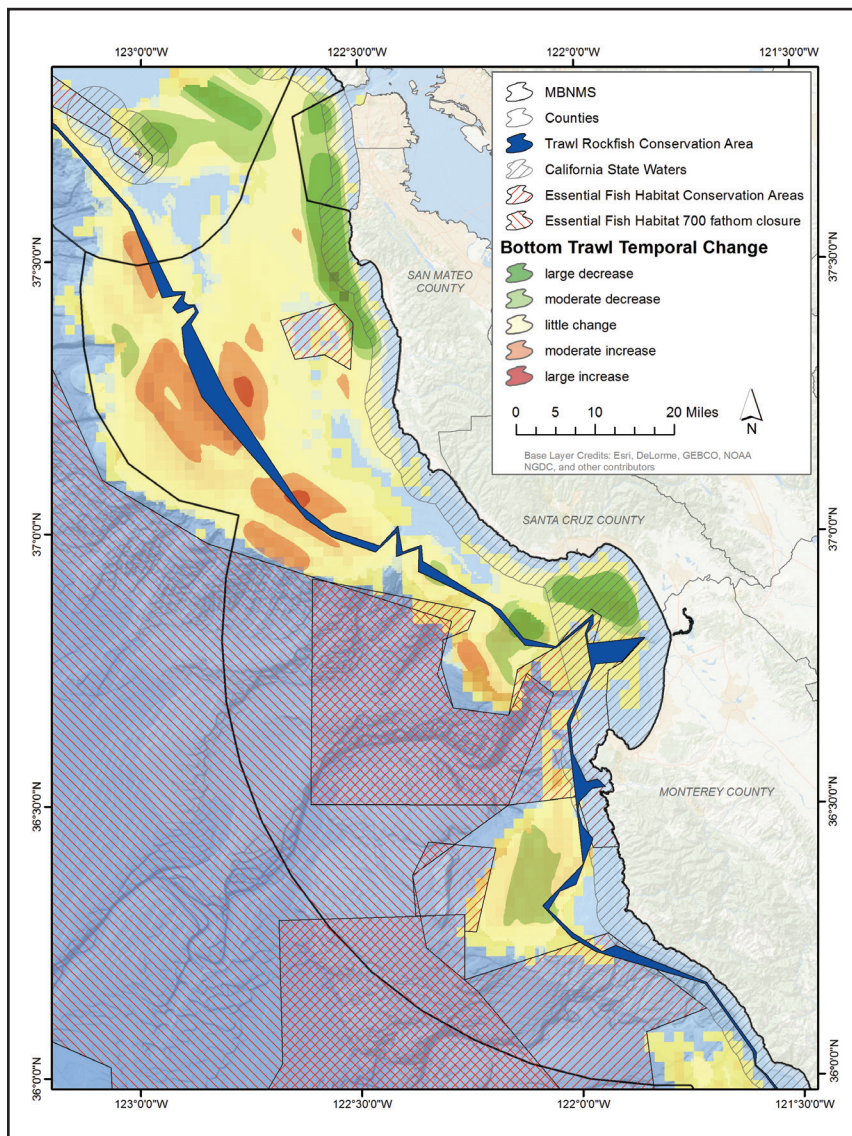 123°0'0"W 122°30'0"W 122°0'0"W 121°30'0"W
MBNMS
Counties
Trawl Rockfish Conservation Area
California State Waters
Essential Fish Habitat Conservation Areas
Essential Fish Habitat 700 fathom closure
Bottom Trawl Temporal Change
large decrease
moderate decrease
little change
moderate increase
large increase
0 5 10 20 Miles
N
Base Layer Credits: Esri, DeLorme, GEBCO, NOAA
NGDC, and other contributors
37°30'0"N 37°30'0"N
SAN MATEO
COUNTY
37°0'0"N 37°0'0"N
SANTA CRUZ COUNTY
36°30'0"N 36°30'0"N
MONTEREY COUNTY
36°0'0"N 36°0'0"N
123°0'0"W 122°30'0"W 122°0'0"W 121°30'0"W